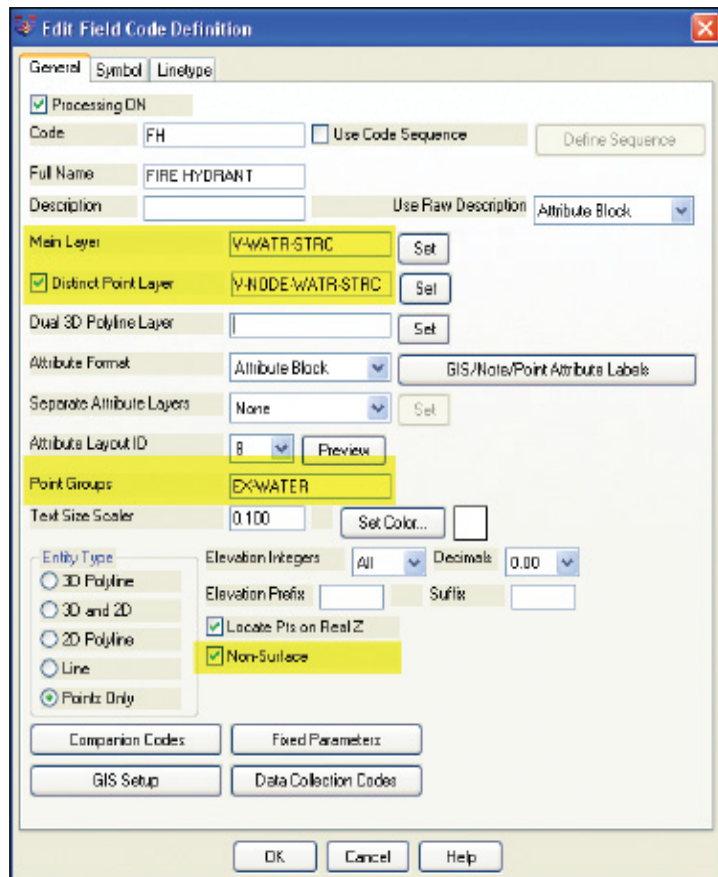 Edit Field Code Definition
General Symbol Linetype
Processing ON
Code FH Use Code Sequence Define Sequence
Full Name FIRE HYDRANT
Description Use Raw Description Attribute Block
Main Layer V-WATR-STRC Set
Distinct Point Layer V-NODE-WATR-STRC Set
Dual 3D Polyline Layer Set
Attribute Format Attribute Block GIS/Note/Point Attribute Labels
Separate Attribute Layers None Set
Attribute Layout ID 8 Preview
Point Groups EX-WATER
Text Size Scaler 0.100 Set Color...
Entity Type Elevation Integers All Decimals 0.00
3D Polyline Elevation Prefix Suffix
3D and 2D Locate Pts on Real Z
2D Polyline Non-Surface
Line
Points Only
Companion Codes Fixed Parameters
GIS Setup Data Collection Codes
OK Cancel Help